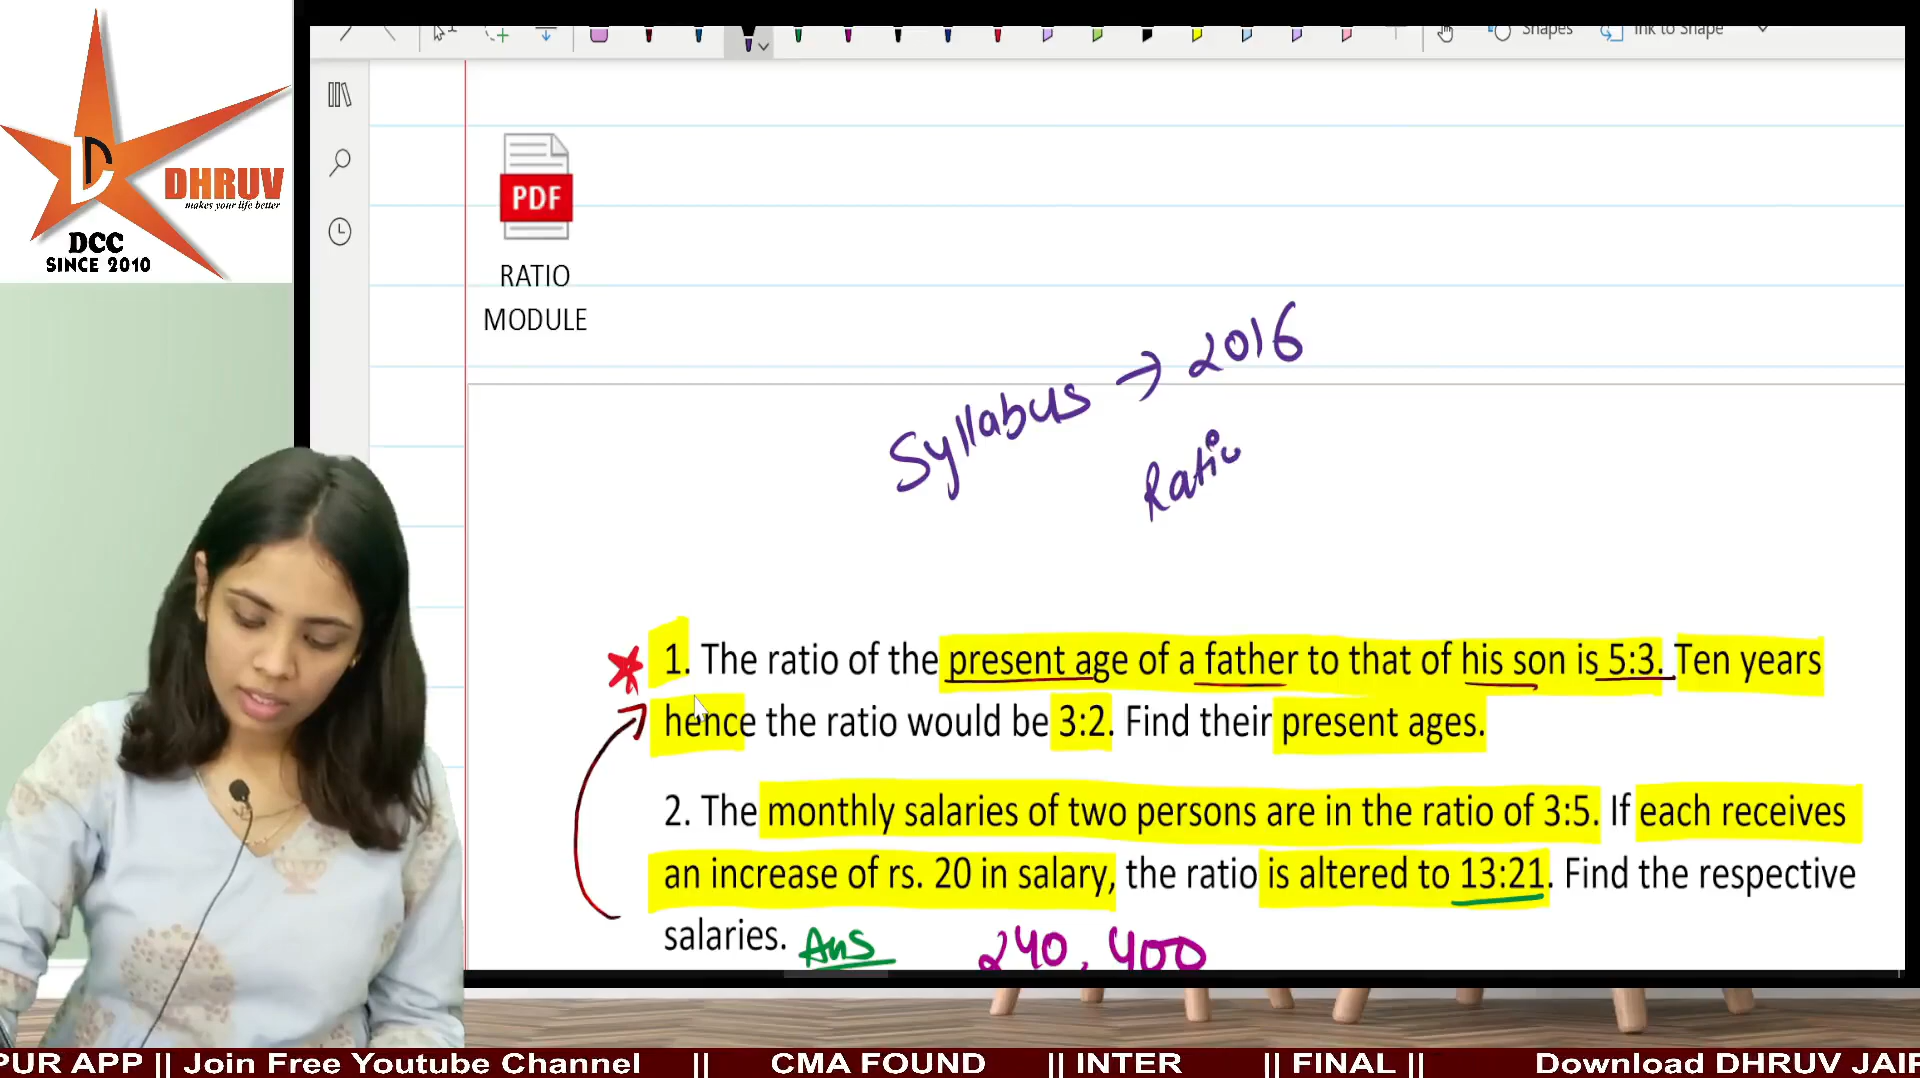 Shapes
Ink to Shape
D
DHRUV
makes your life better
DCC
SINCE 2010
PDF
RATIO
MODULE
Syllabus → 2016
Ratio
1. The ratio of the present age of a father to that of his son is 5:3. Ten years
hence the ratio would be 3:2. Find their present ages.
2. The monthly salaries of two persons are in the ratio of 3:5. If each receives
an increase of rs. 20 in salary, the ratio is altered to 13:21. Find the respective
salaries. Ans 240, 400
PUR APP || Join Free Youtube Channel || CMA FOUND || INTER || FINAL || Download DHRUV JAIP